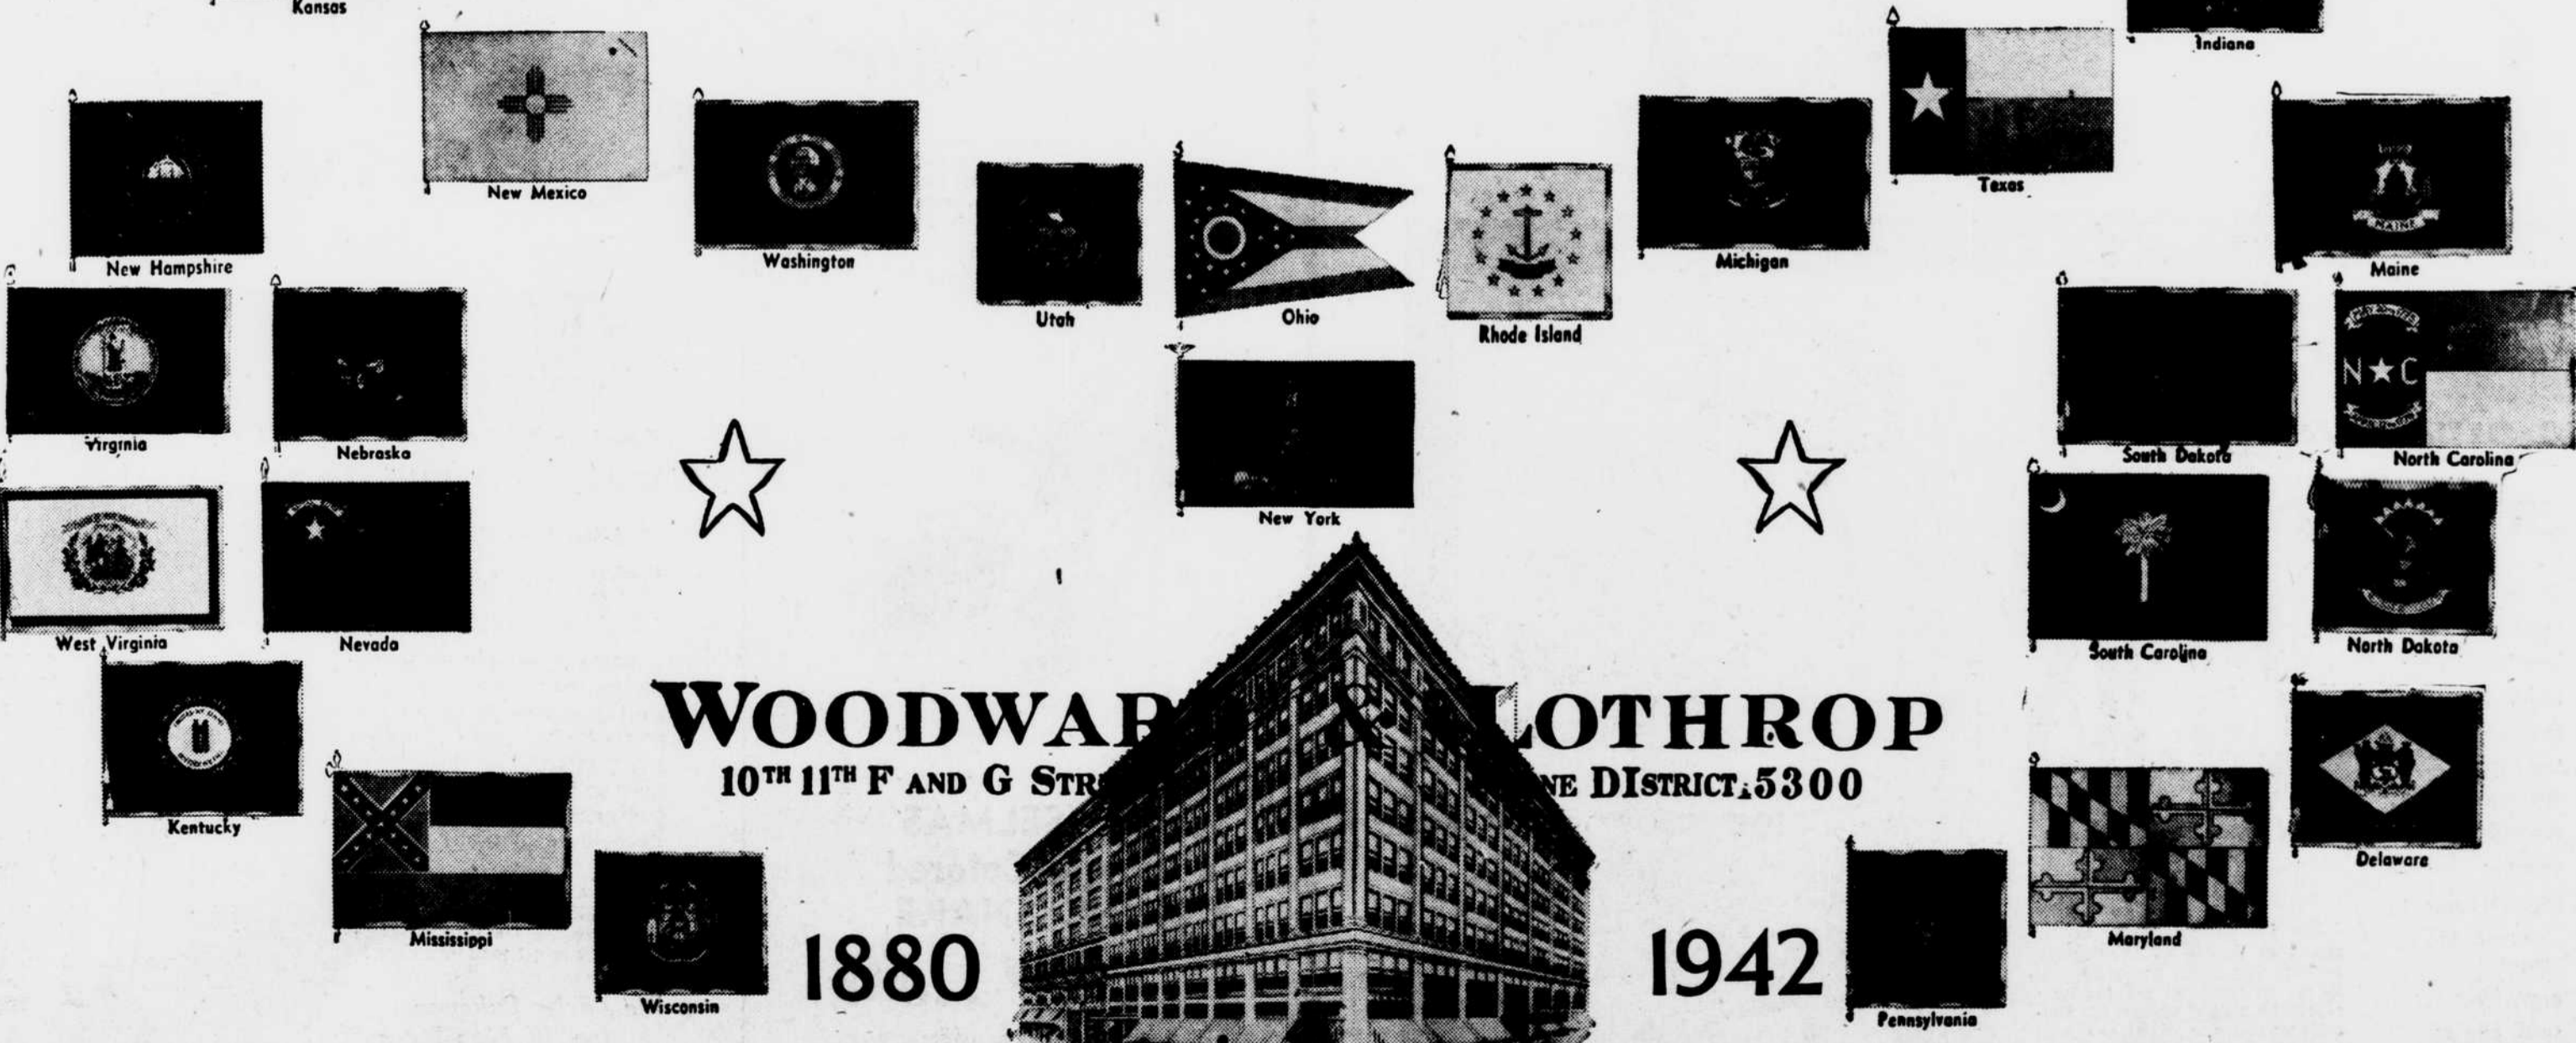 Kansas
Indiana
New Mexico
Texas
New Hampshire
Washington
Utah
Ohio
Rhode Island
Michigan
MAINE
Maine
Virginia
Nebraska
New York
South Dakota
N C
North Carolina
West Virginia
Nevada
South Carolina
North Dakota
WOODWAR & LOTHROP
10TH 11TH F AND G STR NE DISTRICT 5300
Kentucky
Delaware
Mississippi
Maryland
1880 1942
Wisconsin
Pennsylvania